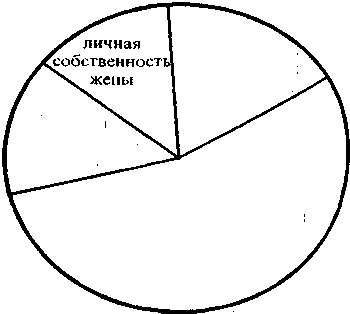 личная
собственность
жены